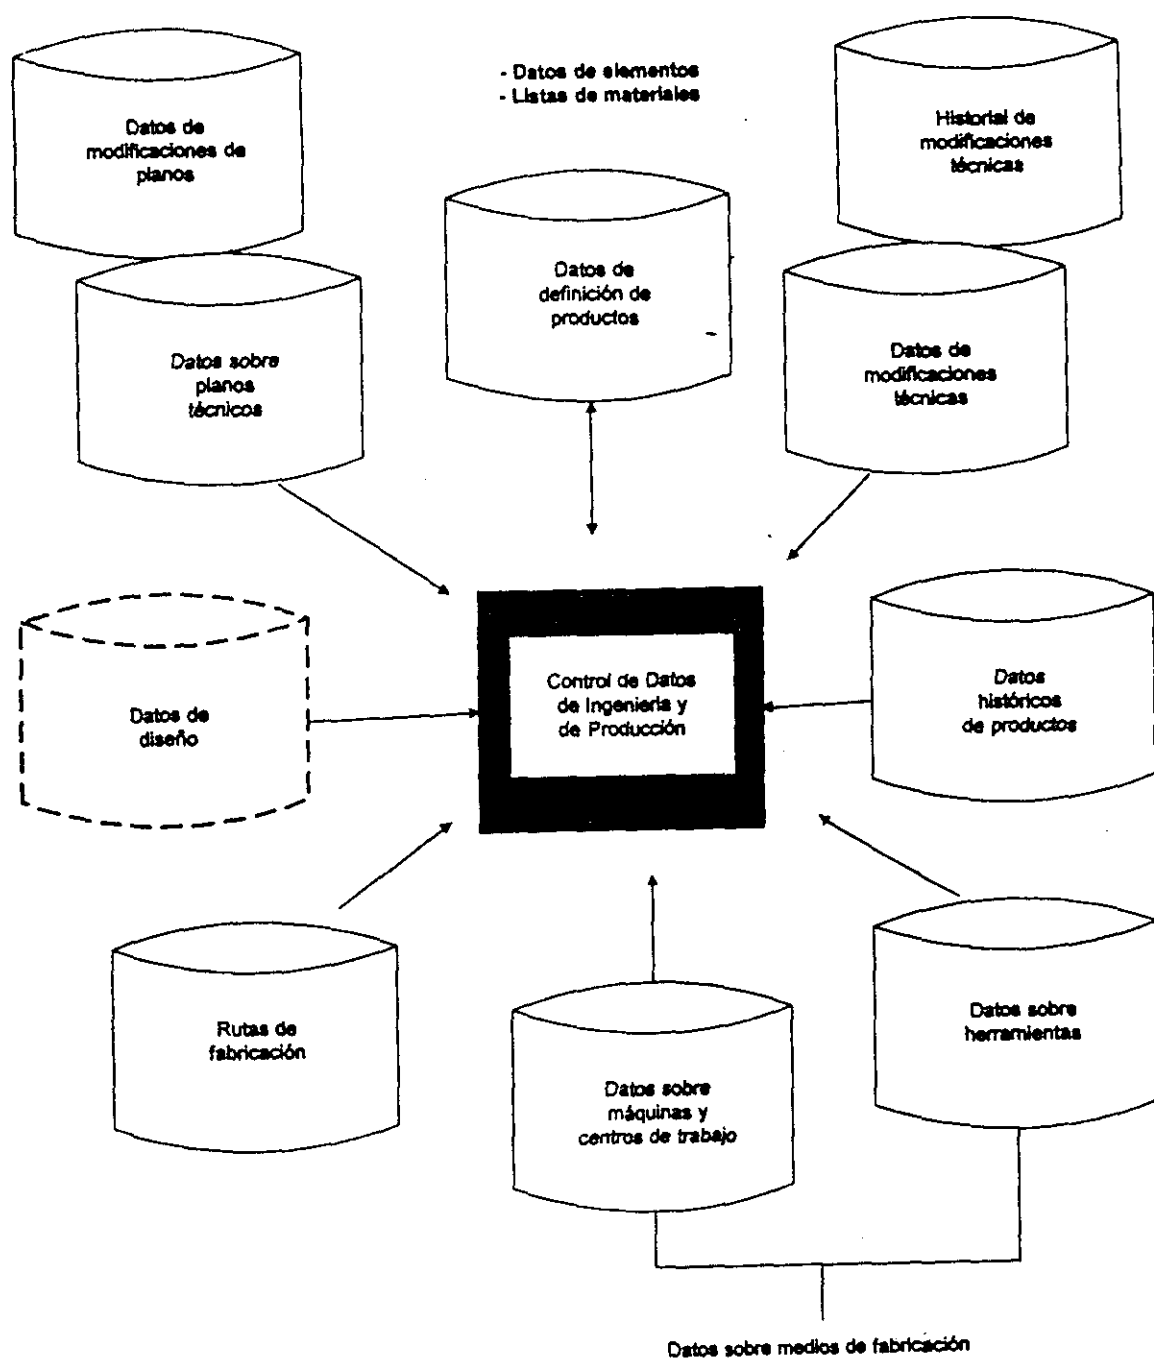 - Datos de elementos
- Listas de materiales
Datos de
modificaciones de
planos
Historial de
modificaciones
técnicas
Datos de
definición de
productos
Datos sobre
planos
técnicos
Datos de
modificaciones
técnicas
Datos de
diseño
Control de Datos
de Ingeniería y
de Producción
Datos
históricos
de productos
Rutas de
fabricación
Datos sobre
máquinas y
centros de trabajo
Datos sobre
herramientas
Datos sobre medios de fabricación